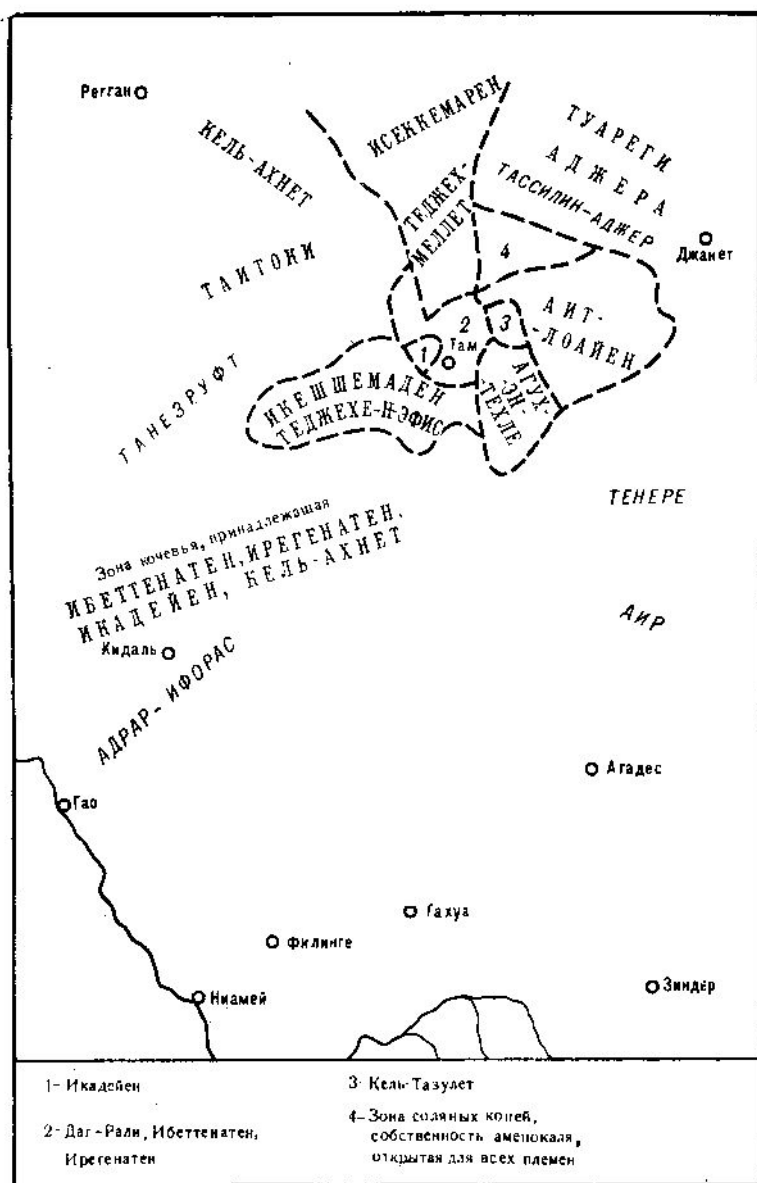 Регган
КЕЛЬ-АХНЕТ
ИСЕККЕМАРЕН
ТУАРЕГИ
АДЖЕРА
ТАССИЛИН-АДЖЕР
ТЕДЖЕХ-
МЕЛЛЕТ
Джанет
ТАИТОКИ
4
АИТ-
-ЛОАЙЕН
2
3
Там
1
АГУХ-
-ЭН-
-ТЕХЛЕ
ТАНЕЗРУФТ
ИКЕШШЕМАДЕН
ТЕДЖЕХЕ-Н-ЭФИС
ТЕНЕРЕ
Зона кочевья, принадлежащая
ИБЕТТЕНАТЕН, ИРЕГЕНАТЕН,
ИКАДЕЙЕН, КЕЛЬ-АХНЕТ
АИР
Кидаль
АДРАР-ИФОРАС
Агадес
Гао
Тахуа
Филинге
Ниамей
Зиндер
1- Икадейен
2- Даг-Рали, Ибеттенатен,
Ирегенатен
3- Кель-Тазулет
4- Зона соляных копей,
собственность аменокаля,
открытая для всех племен